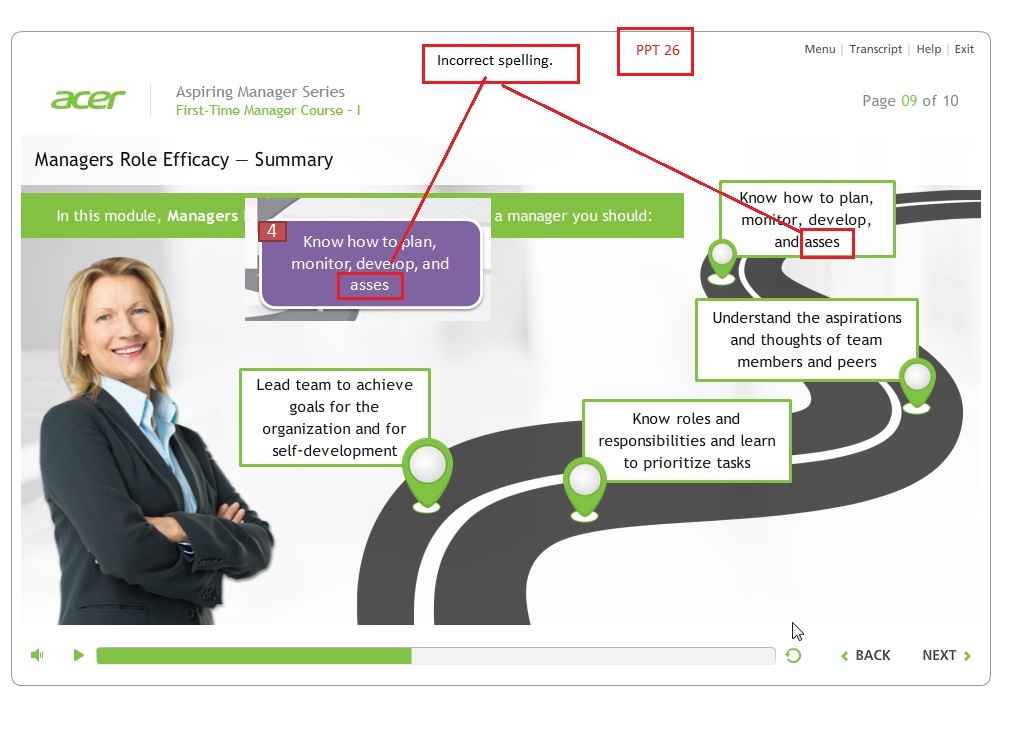 Incorrect spelling.
PPT 26
Menu | Transcript | Help | Exit
acer
Aspiring Manager Series
First-Time Manager Course - I
Page 09 of 10
Managers Role Efficacy — Summary
In this module, Managers
a manager you should:
4
Know how to plan,
monitor, develop, and
asses
Know how to plan,
monitor, develop,
and asses
Understand the aspirations
and thoughts of team
members and peers
Lead team to achieve
goals for the
organization and for
self-development
Know roles and
responsibilities and learn
to prioritize tasks
BACK
NEXT